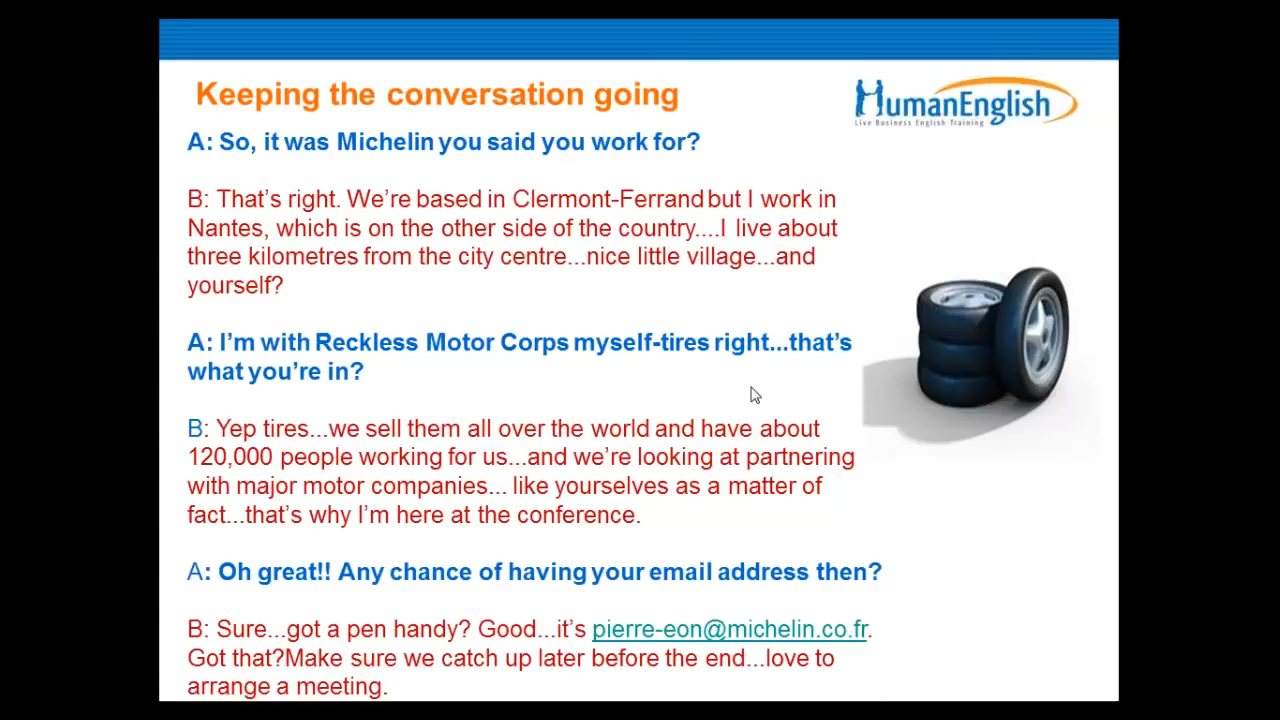 Keeping the conversation going
HumanEnglish
Live Business English Training
A: So, it was Michelin you said you work for?
B: That's right. We're based in Clermont-Ferrand but I work in
Nantes, which is on the other side of the country....I live about
three kilometres from the city centre...nice little village...and
yourself?
A: I'm with Reckless Motor Corps myself-tires right...that's
what you're in?
B: Yep tires...we sell them all over the world and have about
120,000 people working for us...and we're looking at partnering
with major motor companies... like yourselves as a matter of
fact...that's why I'm here at the conference.
A: Oh great!! Any chance of having your email address then?
B: Sure...got a pen handy? Good...it's pierre-eon@michelin.co.fr.
Got that?Make sure we catch up later before the end...love to
arrange a meeting.